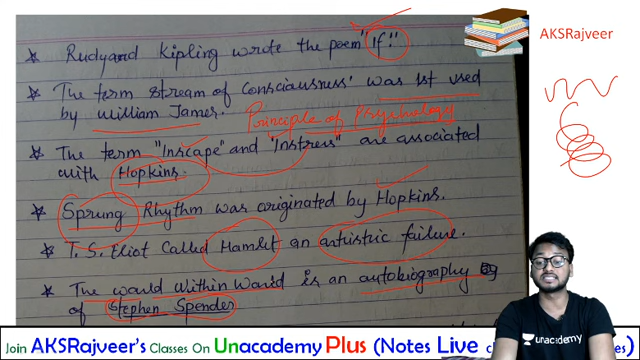 AKSRajveer
* Rudyand Kipling wrote the poem "If."
* The term stream of Consciousness' was 1st used
by William James. Principle of Psychology
* The term "Inscape" and "Instress" are associated
with Hopkins.
* Sprung Rhythm was originated by Hopkins.
* T.S. Eliot Called Hamlet an artistric failure.
* The world within World is an autobiography
of Stephen Spender
unacademy
Join AKSRajveer's Classes On Unacademy Plus (Notes Live